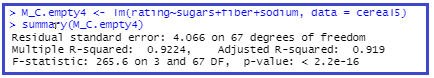 > M_C.empty4 <- lm(rating~sugars+fiber+sodium, data = cereal5)
> summary(M_C.empty4)
Residual standard error: 4.066 on 67 degrees of freedom
Multiple R-squared:  0.9224,    Adjusted R-squared:  0.919
F-statistic: 265.6 on 3 and 67 DF,  p-value: < 2.2e-16